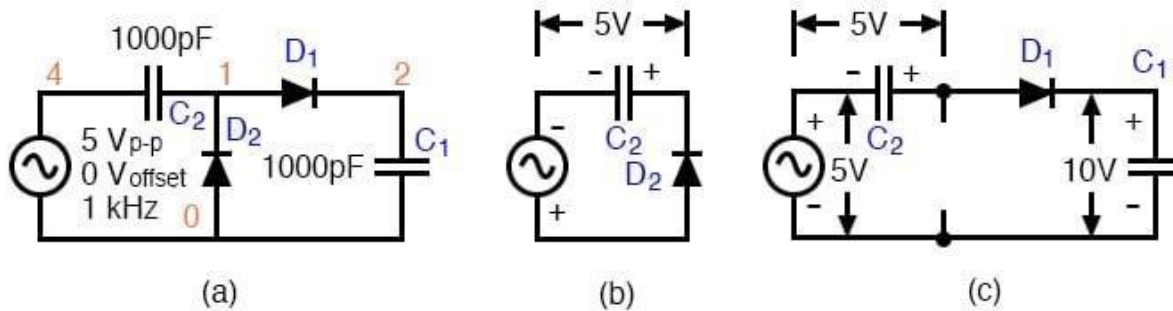 1000pF
4
1
D1
2
C2
D2
5 Vp-p
0 Voffset
1 kHz
1000pF
C1
0
(a)
5V
- +
-
C2
D2
+
(b)
5V
D1
C1
- +
+
C2
5V
10V
+
-
-
(c)